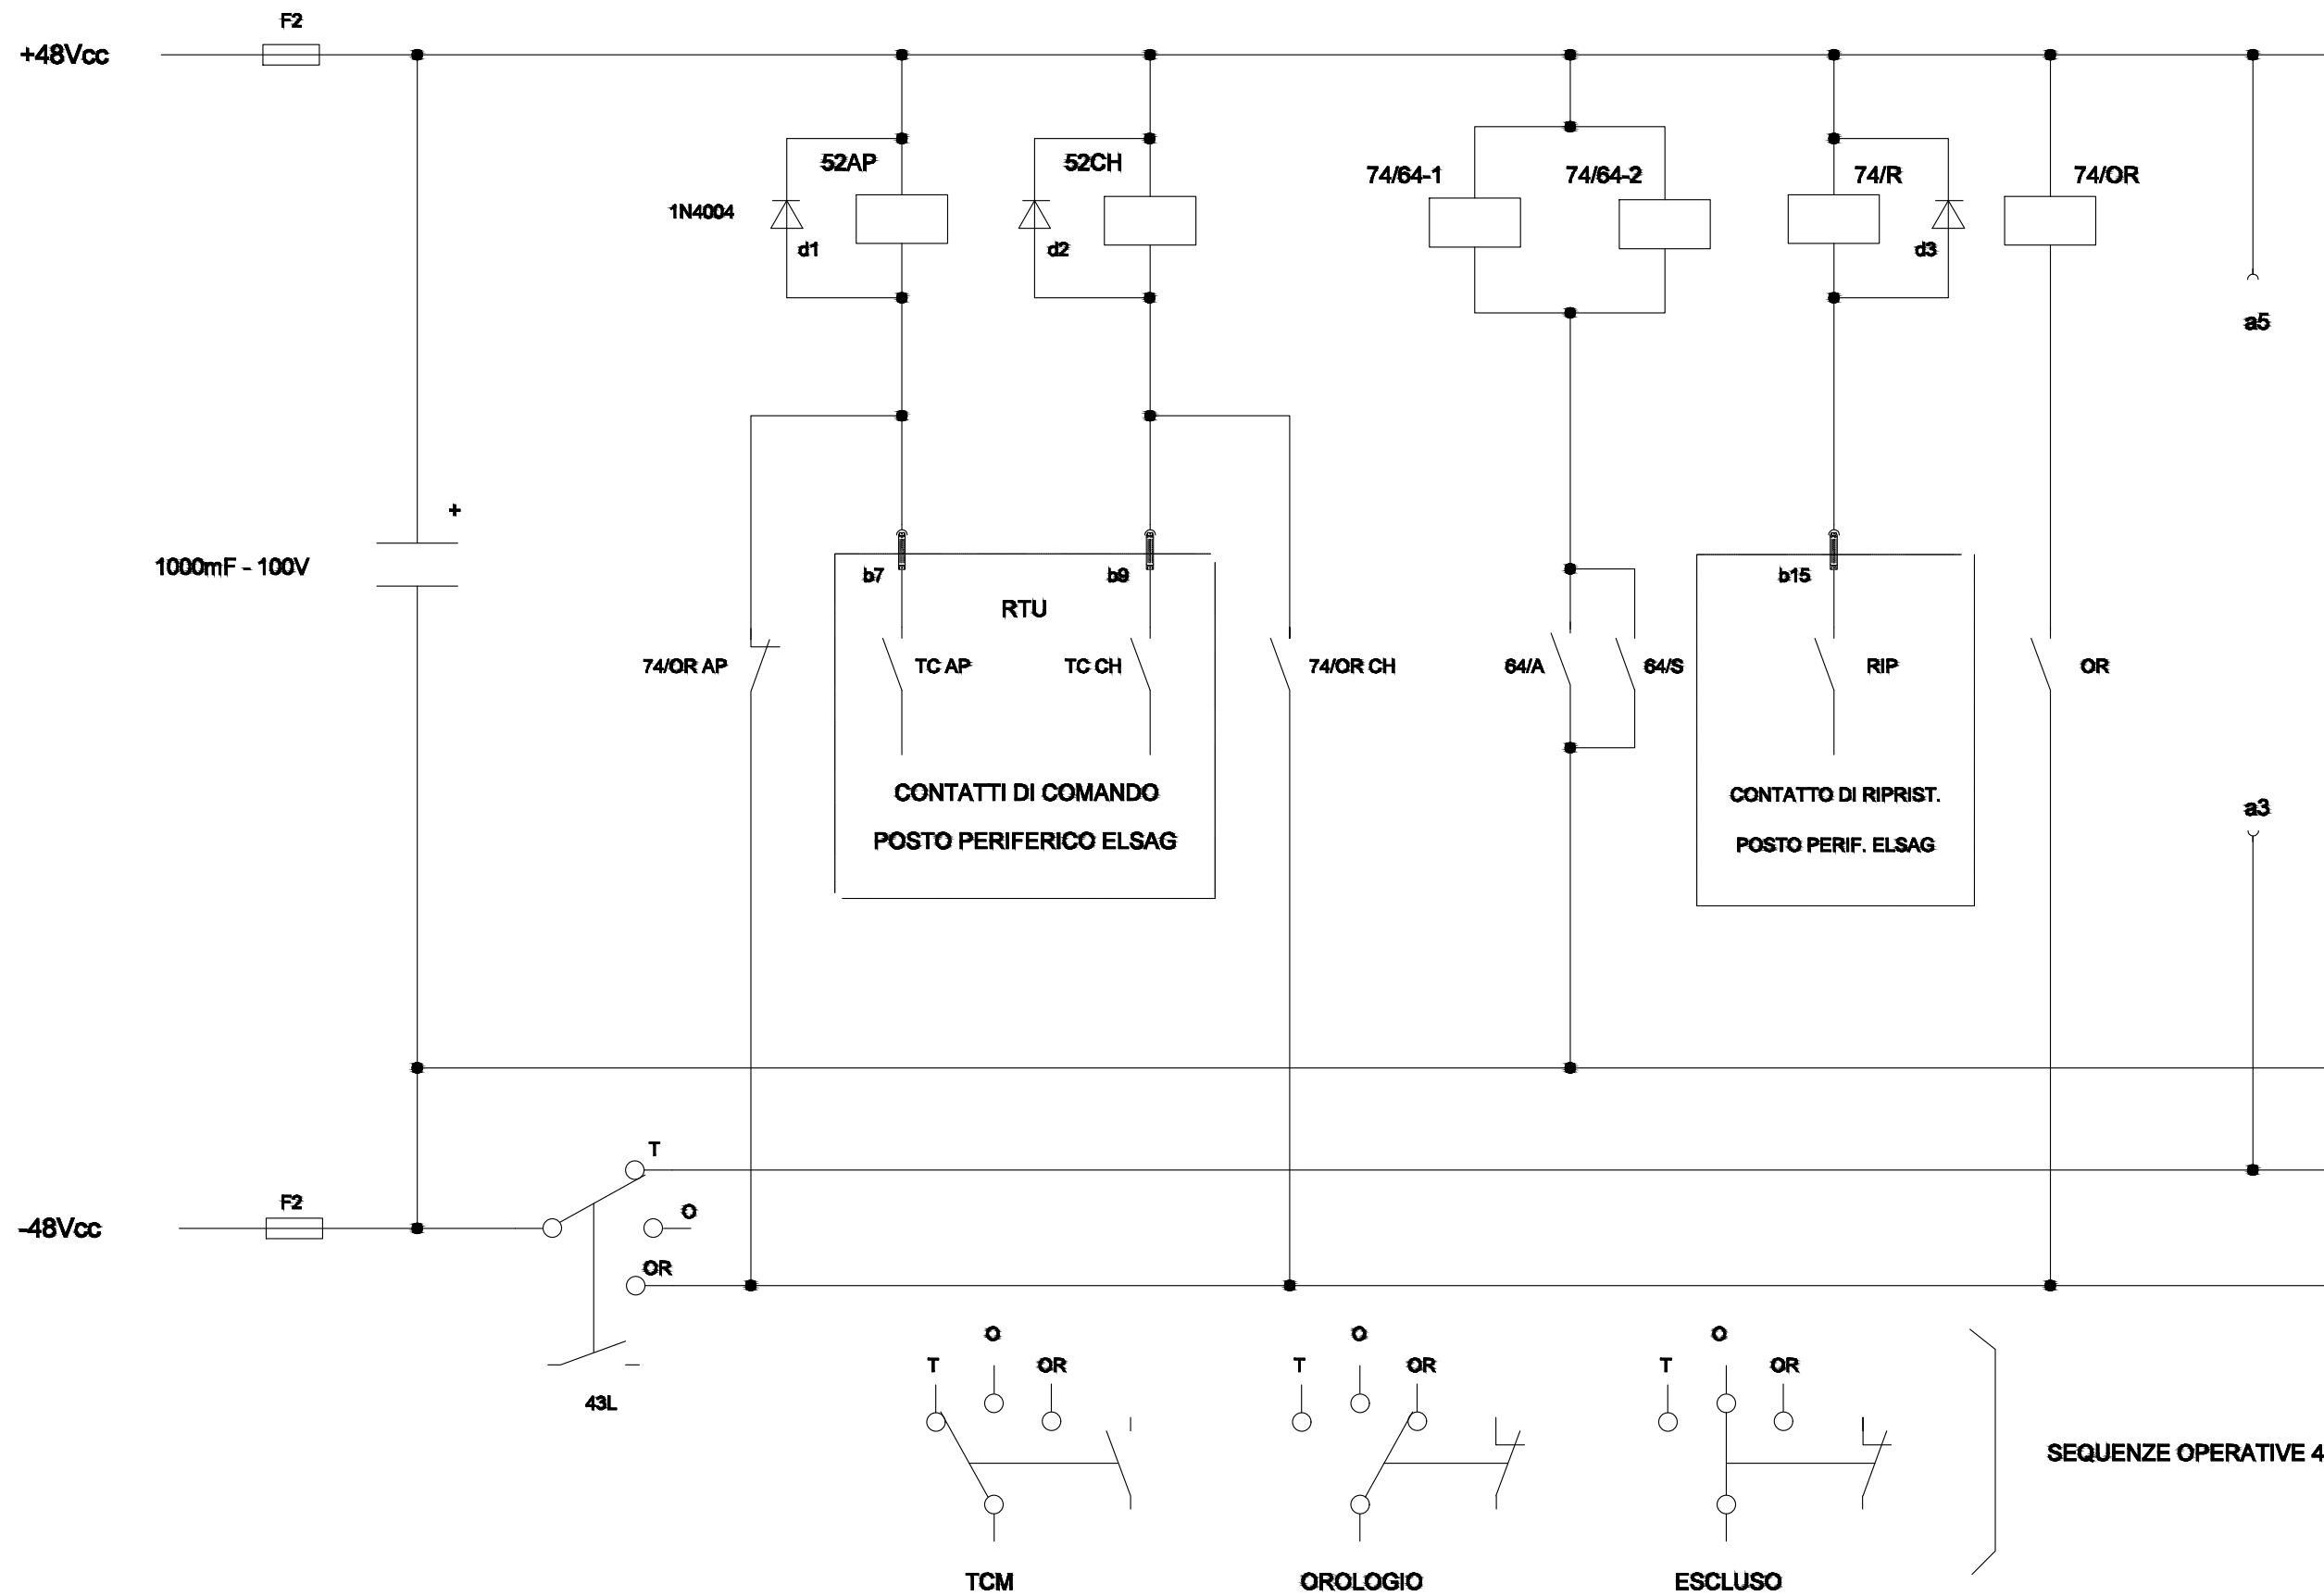 F2
+48Vcc
52AP
52CH
74/64-1
74/64-2
74/R
74/OR
1N4004
d1
d2
d3
a5
+
1000mF - 100V
b7
b9
b15
RTU
74/OR AP
TC AP
TC CH
74/OR CH
64/A
64/S
RIP
OR
CONTATTI DI COMANDO
POSTO PERIFERICO ELSAG
CONTATTO DI RIPRIST.
POSTO PERIF. ELSAG
a3
T
F2
-48Vcc
O
OR
43L
O
T
OR
O
T
OR
O
T
OR
SEQUENZE OPERATIVE 4
TCM
OROLOGIO
ESCLUSO